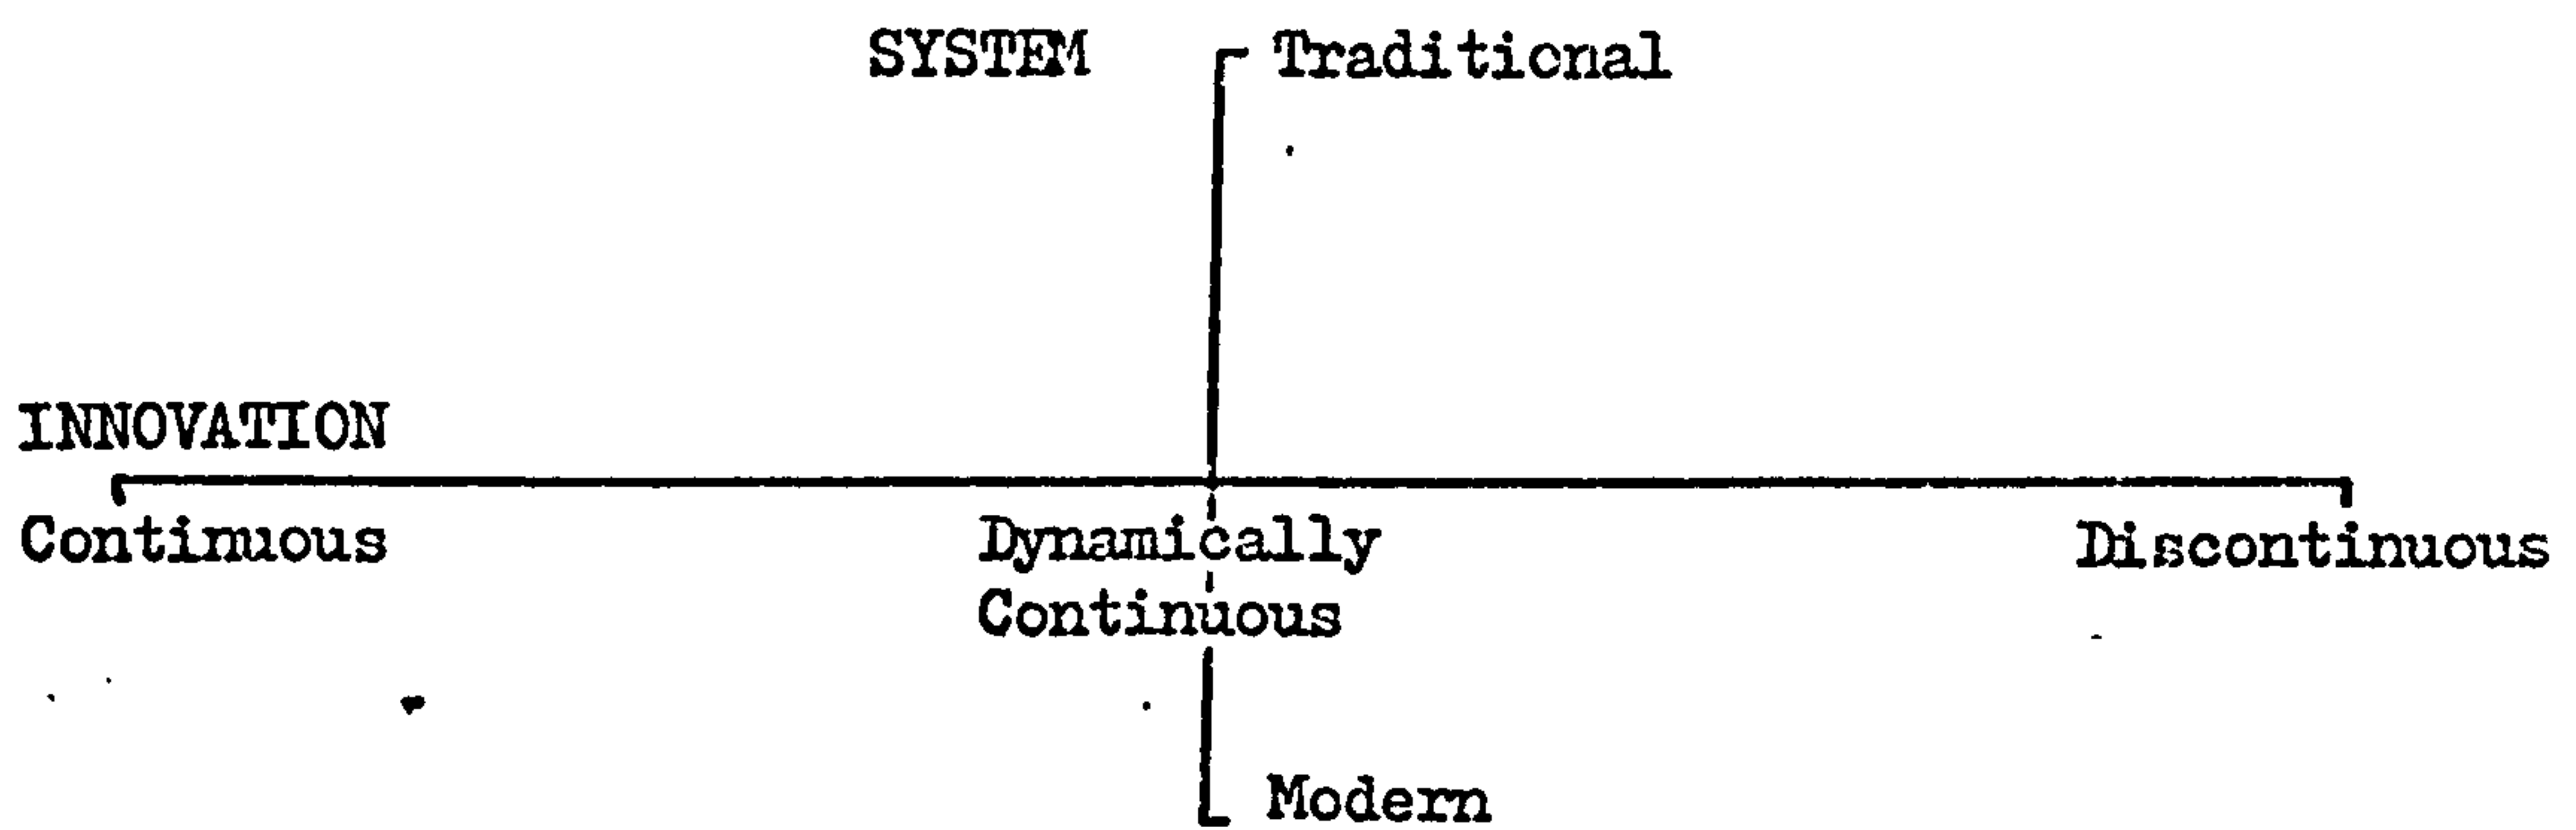 SYSTEM Traditional
INNOVATION
Continuous Dynamically Discontinuous
Continuous
Modern